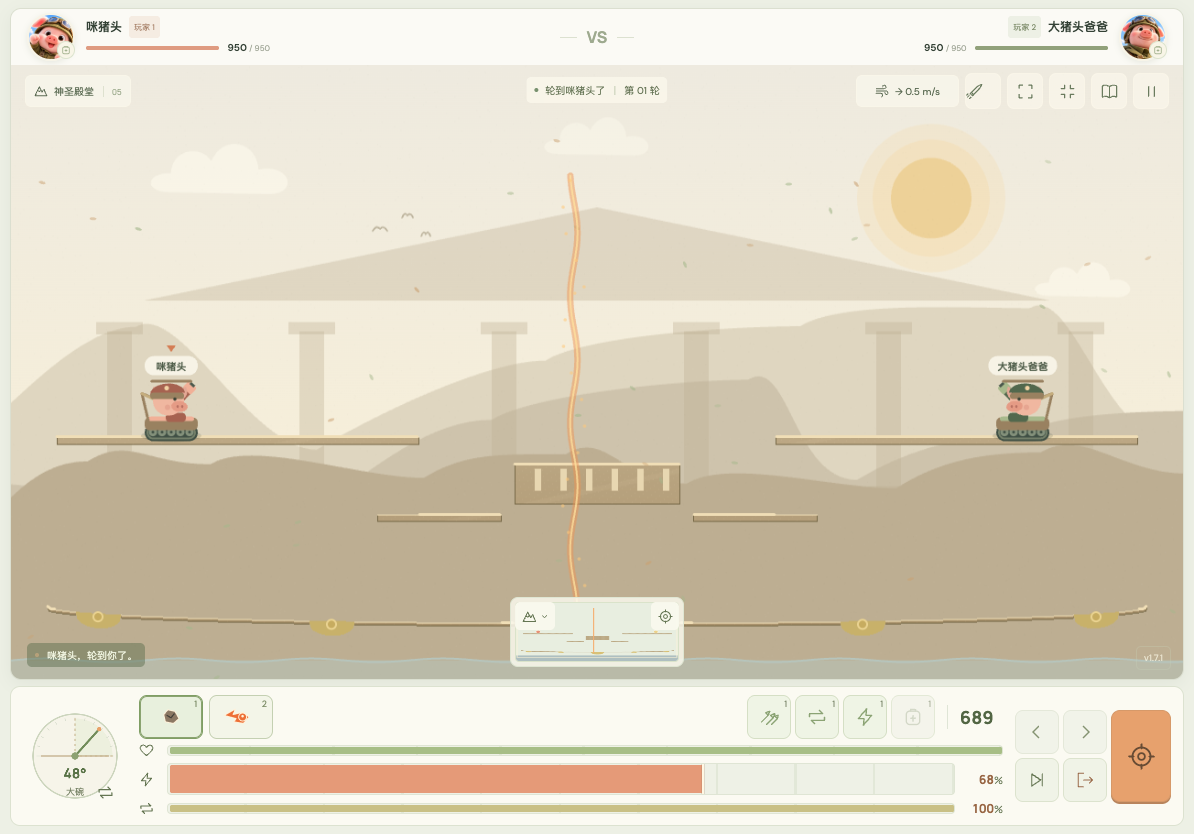 咪猪头 玩家 1
950 / 950
VS
玩家 2 大猪头爸爸
950 / 950
神圣殿堂 05
轮到咪猪头了 第 01 轮
→ 0.5 m/s
咪猪头
大猪头爸爸
咪猪头，轮到你了。
v1.7.1
48°
大碗
1
2
1
1
1
1
689
68%
100%